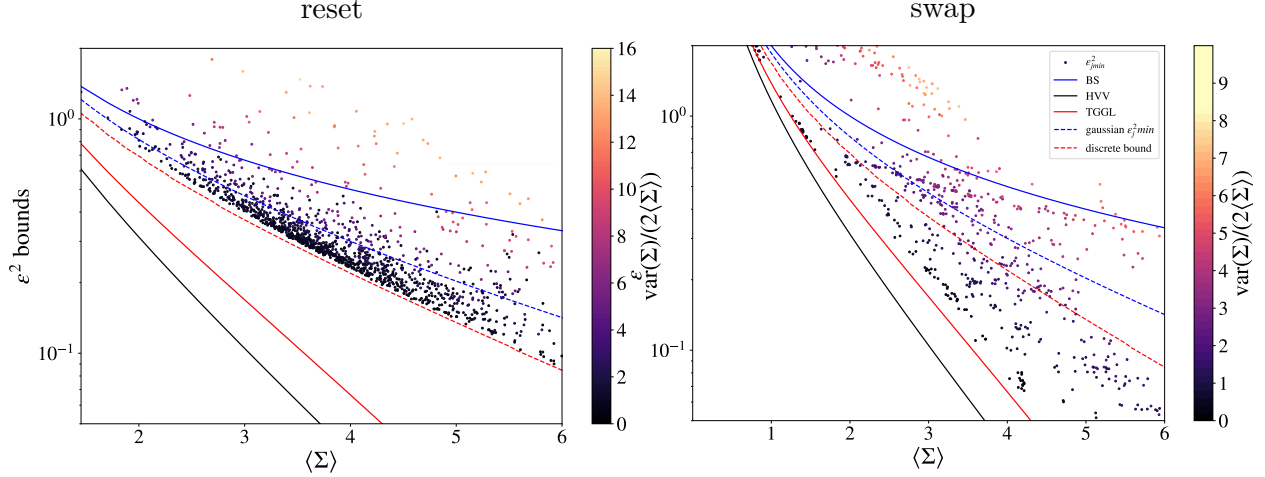 reset
ε² bounds
10⁰
10⁻¹
2
3
4
5
6
⟨Σ⟩
16
14
12
10
8
6
4
2
0
ε
var(Σ)/(2⟨Σ⟩)
swap
10⁰
10⁻¹
1
2
3
4
5
6
⟨Σ⟩
ε²ⱼₘᵢₙ
BS
HVV
TGGL
gaussian εⱼ²min
discrete bound
9
8
7
6
5
4
3
2
1
0
var(Σ)/(2⟨Σ⟩)